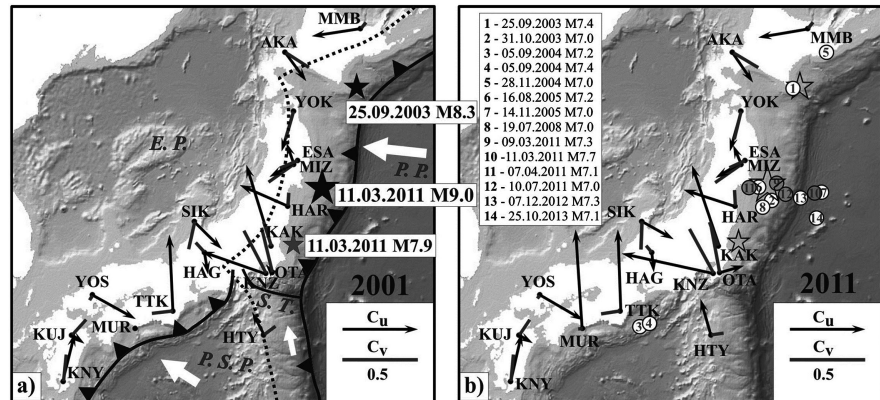 MMB
AKA
YOK
25.09.2003 M8.3
E. P.
ESA
MIZ
P. P.
11.03.2011 M9.0
HAR
SIK
KAK
11.03.2011 M7.9
HAG
OTA
2001
KNZ
YOS
TTK
S. T.
MUR
KUJ
HTY
P. S. P.
KNY
Cu
Cv
0.5
a)
1 - 25.09.2003 M7.4
2 - 31.10.2003 M7.0
3 - 05.09.2004 M7.2
4 - 05.09.2004 M7.4
5 - 28.11.2004 M7.0
6 - 16.08.2005 M7.2
7 - 14.11.2005 M7.0
8 - 19.07.2008 M7.0
9 - 09.03.2011 M7.3
10 -11.03.2011 M7.7
11 - 07.04.2011 M7.1
12 - 10.07.2011 M7.0
13 - 07.12.2012 M7.3
14 - 25.10.2013 M7.1
MMB
5
AKA
1
YOK
ESA
MIZ
HAR
8
2
13
7
14
SIK
KAK
HAG
KNZ
OTA
2011
YOS
TTK
3
4
MUR
KUJ
HTY
KNY
Cu
Cv
0.5
b)